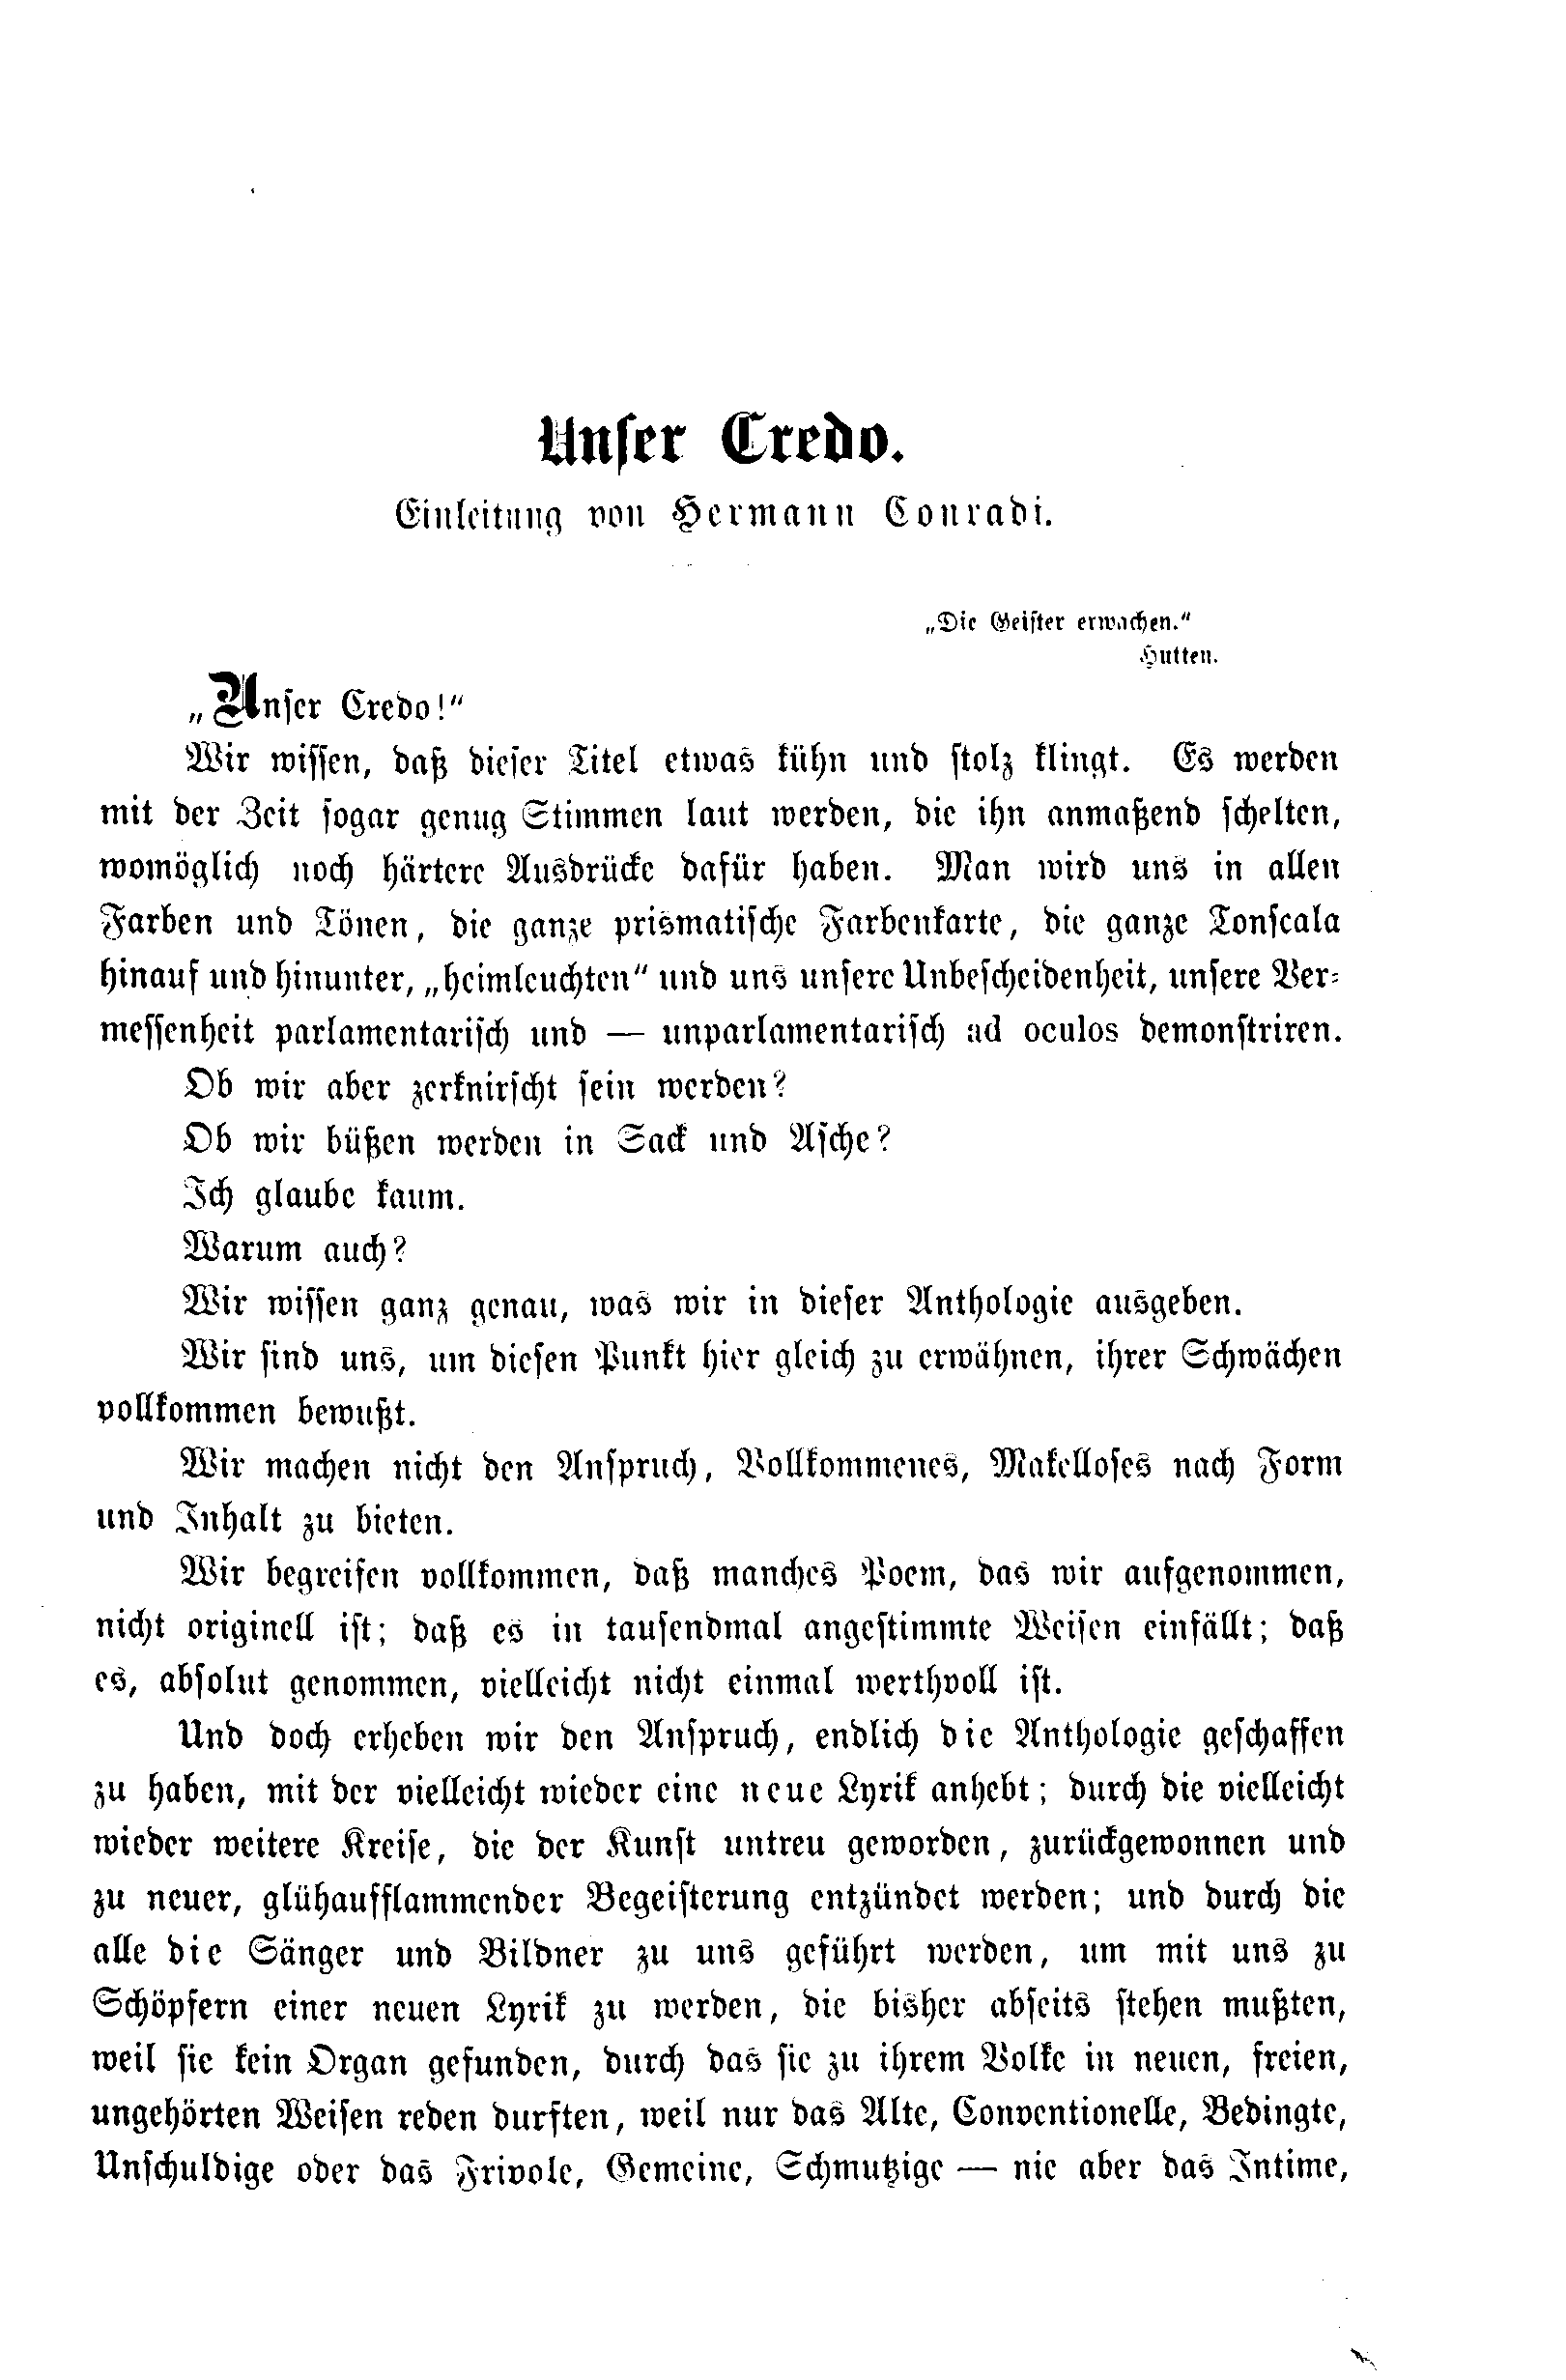 Unser Credo.
Einleitung von Hermann Conradi.
„Die Geister erwachen.“
Hutten.
„Unser Credo!“
Wir wissen, daß dieser Titel etwas kühn und stolz klingt. Es werden
mit der Zeit sogar genug Stimmen laut werden, die ihn anmaßend schelten,
womöglich noch härtere Ausdrücke dafür haben. Man wird uns in allen
Farben und Tönen, die ganze prismatische Farbenkarte, die ganze Tonscala
hinauf und hinunter, „heimleuchten“ und uns unsere Unbescheidenheit, unsere Ver-
messenheit parlamentarisch und — unparlamentarisch ad oculos demonstriren.
Ob wir aber zerknirscht sein werden?
Ob wir büßen werden in Sack und Asche?
Ich glaube kaum.
Warum auch?
Wir wissen ganz genau, was wir in dieser Anthologie ausgeben.
Wir sind uns, um diesen Punkt hier gleich zu erwähnen, ihrer Schwächen
vollkommen bewußt.
Wir machen nicht den Anspruch, Vollkommenes, Makelloses nach Form
und Inhalt zu bieten.
Wir begreifen vollkommen, daß manches Poem, das wir aufgenommen,
nicht originell ist; daß es in tausendmal angestimmte Weisen einfällt; daß
es, absolut genommen, vielleicht nicht einmal werthvoll ist.
Und doch erheben wir den Anspruch, endlich die Anthologie geschaffen
zu haben, mit der vielleicht wieder eine neue Lyrik anhebt; durch die vielleicht
wieder weitere Kreise, die der Kunst untreu geworden, zurückgewonnen und
zu neuer, glühaufflammender Begeisterung entzündet werden; und durch die
alle die Sänger und Bildner zu uns geführt werden, um mit uns zu
Schöpfern einer neuen Lyrik zu werden, die bisher abseits stehen mußten,
weil sie kein Organ gefunden, durch das sie zu ihrem Volke in neuen, freien,
ungehörten Weisen reden durften, weil nur das Alte, Conventionelle, Bedingte,
Unschuldige oder das Frivole, Gemeine, Schmutzige — nie aber das Intime,